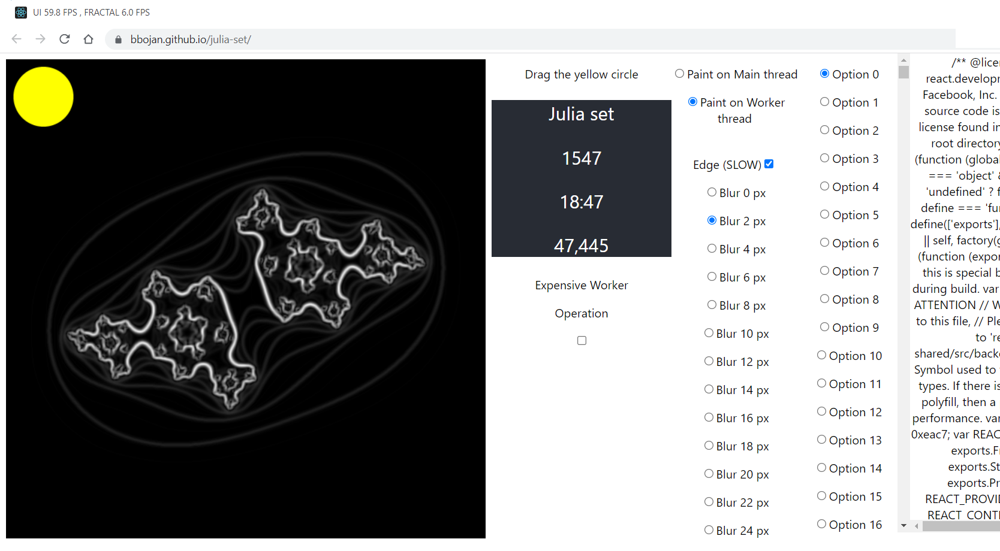 UI 59.8 FPS , FRACTAL 6.0 FPS
bbojan.github.io/julia-set/
Drag the yellow circle
Julia set
1547
18:47
47,445
Expensive Worker
Operation
Paint on Main thread
Paint on Worker
thread
Edge (SLOW)
Blur 0 px
Blur 2 px
Blur 4 px
Blur 6 px
Blur 8 px
Blur 10 px
Blur 12 px
Blur 14 px
Blur 16 px
Blur 18 px
Blur 20 px
Blur 22 px
Blur 24 px
Option 0
Option 1
Option 2
Option 3
Option 4
Option 5
Option 6
Option 7
Option 8
Option 9
Option 10
Option 11
Option 12
Option 13
Option 14
Option 15
Option 16
/** @lice
react.develop
Facebook, Inc.
source code is
license found in
root directory
(function (global
=== 'object' &
'undefined' ? f
define === 'fu
define(['exports'],
|| self, factory(g
(function (expor
this is special b
during build. var
ATTENTION // W
to this file, // Ple
to 're
shared/src/back
Symbol used to
types. If there is
polyfill, then a
performance. var
0xeac7; var REAC
exports.Fr
exports.St
exports.Pr
REACT_PROVID
REACT_CONT